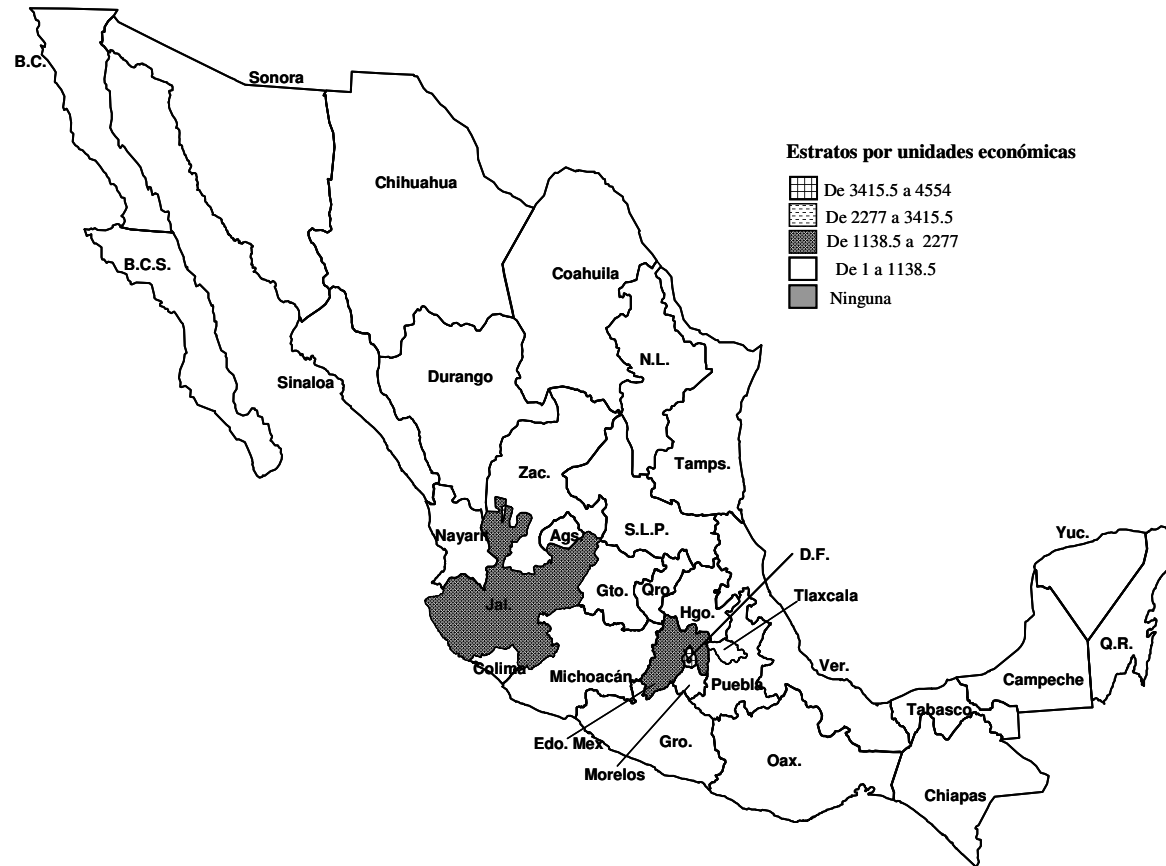 B.C.
Sonora
Chihuahua
Estratos por unidades económicas
De 3415.5 a 4554
De 2277 a 3415.5
De 1138.5 a 2277
De 1 a 1138.5
Ninguna
B.C.S.
Coahuila
N.L.
Sinaloa
Durango
Tamps.
Zac.
Nayarit
Ags.
S.L.P.
Yuc.
D.F.
Gto.
Qro.
Tlaxcala
Jal.
Hgo.
Q.R.
Colima
Michoacán
Puebla
Ver.
Campeche
Tabasco
Edo. Mex
Gro.
Morelos
Oax.
Chiapas